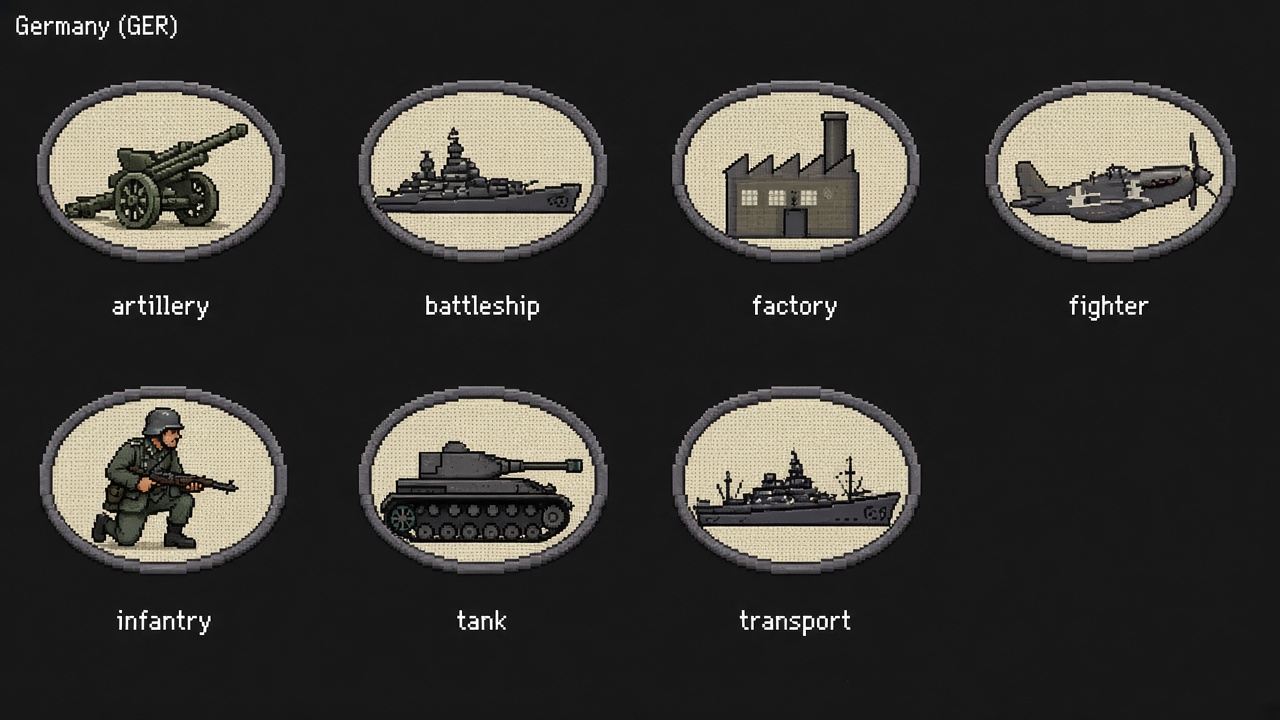 Germany (GER)
artillery
battleship
factory
fighter
infantry
tank
transport